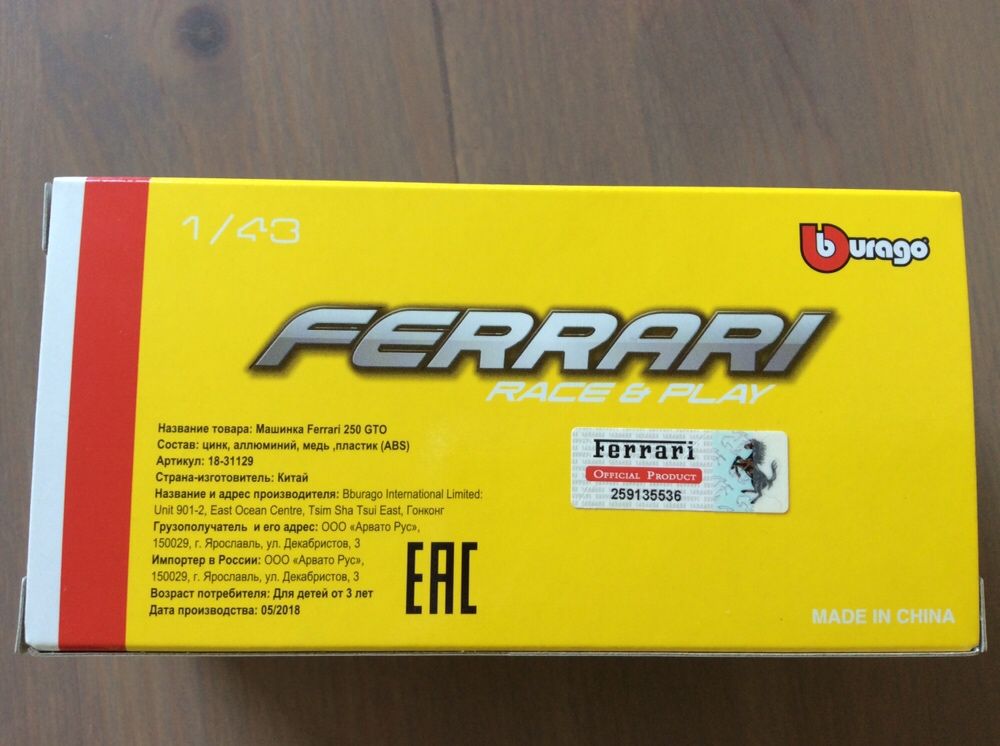 1/43
burago
FERRARI
RACE & PLAY
Название товара: Машинка Ferrari 250 GTO
Состав: цинк, аллюминий, медь ,пластик (ABS)
Артикул: 18-31129
Страна-изготовитель: Китай
Название и адрес производителя: Bburago International Limited:
Unit 901-2, East Ocean Centre, Tsim Sha Tsui East, Гонконг
Грузополучатель и его адрес: ООО «Арвато Рус»,
150029, г. Ярославль, ул. Декабристов, 3
Импортер в России: ООО «Арвато Рус»,
150029, г. Ярославль, ул. Декабристов, 3
Возраст потребителя: Для детей от 3 лет
Дата производства: 05/2018
EAC
Ferrari
OFFICIAL PRODUCT
259135536
MADE IN CHINA